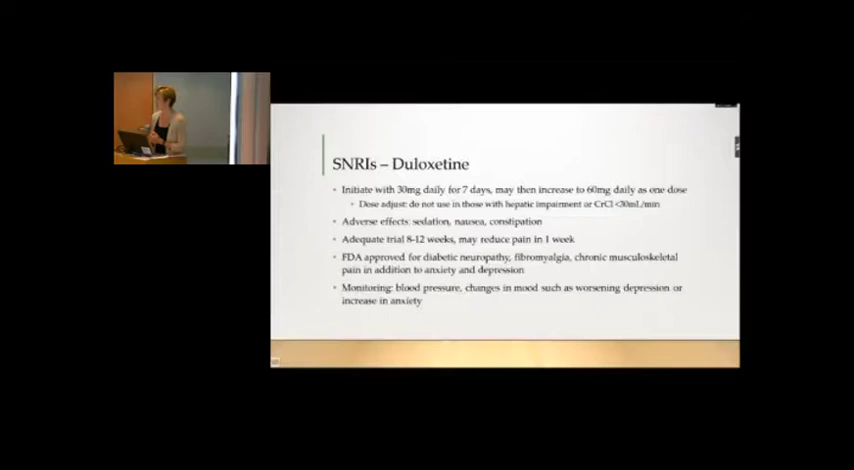 SNRIs – Duloxetine
Initiate with 30mg daily for 7 days, may then increase to 60mg daily as one dose
Dose adjust: do not use in those with hepatic impairment or CrCl <30mL/min
Adverse effects: sedation, nausea, constipation
Adequate trial 8-12 weeks, may reduce pain in 1 week
FDA approved for diabetic neuropathy, fibromyalgia, chronic musculoskeletal
pain in addition to anxiety and depression
Monitoring: blood pressure, changes in mood such as worsening depression or
increase in anxiety